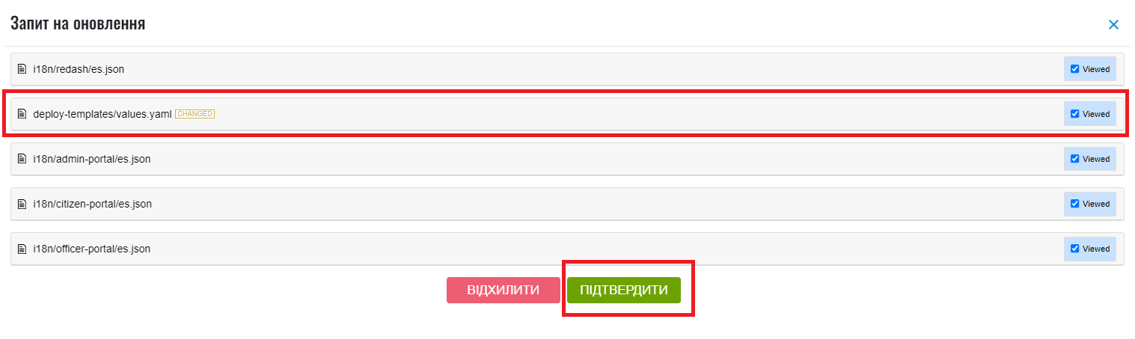 Запит на оновлення
i18n/redash/es.json Viewed
deploy-templates/values.yaml CHANGED Viewed
i18n/admin-portal/es.json Viewed
i18n/citizen-portal/es.json Viewed
i18n/officer-portal/es.json Viewed
ВІДХИЛИТИ ПІДТВЕРДИТИ